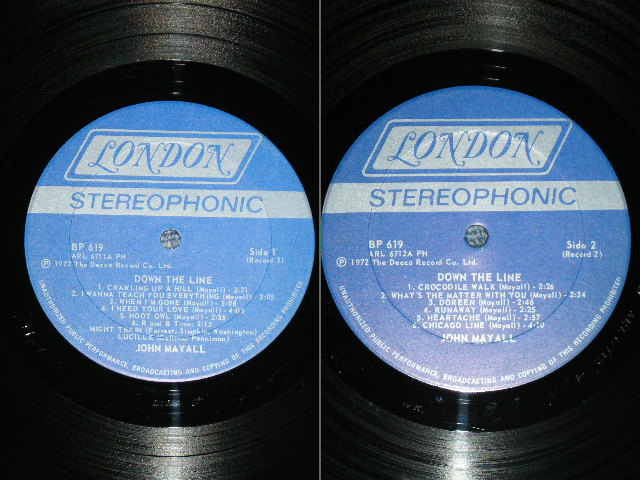 LONDON
STEREOPHONIC
BP 619
ARL 6711A PH
Side 1
(Record 2)
℗ 1972 The Decca Record Co. Ltd.
DOWN THE LINE
1. CRAWLING UP A HILL (Mayall) - 2:21
2. I WANNA TEACH YOU EVERYTHING (Mayall) - 3:05
3. WHEN I'M GONE (Mayall) - 3:08
4. I NEED YOUR LOVE (Mayall) - 4:03
5. HOOT OWL (Mayall) - 2:35
6. R and B Time: 2:15
NIGHT TRAIN (Forrest; Simpkin, Washington)
LUCILLE Penniman)
JOHN MAYALL
UNAUTHORIZED PUBLIC PERFORMANCE, BROADCASTING AND COPYING OF THIS RECORDING PROHIBITED
LONDON
STEREOPHONIC
BP 619
ARL 6712A PH
Side 2
(Record 2)
℗ 1972 The Decca Record Co. Ltd.
DOWN THE LINE
1. CROCODILE WALK (Mayall) - 2:26
2. WHAT'S THE MATTER WITH YOU (Mayall) - 2:34
3. DOREEN (Mayall) - 2:50
4. RUNAWAY (Mayall) - 2:25
5. HEARTACHE (Mayall) - 2:57
6. CHICAGO LINE (Mayall) - 4:10
JOHN MAYALL
UNAUTHORIZED PUBLIC PERFORMANCE, BROADCASTING AND COPYING OF THIS RECORDING PROHIBITED